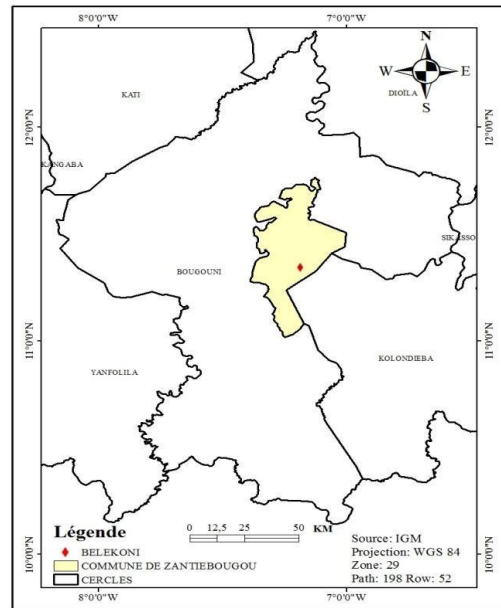 8°0'0"W 7°0'0"W
N
W E
S
KATI
DIOÏLA
12°0'0"N 12°0'0"N
KANGABA
SIKASSO
BOUGOUNI
11°0'0"N 11°0'0"N
YANFOLILA
KOLONDIEBA
Légende
BELEKONI
COMMUNE DE ZANTIEBOUGOU
CERCLES
0 12,5 25 50 KM
Source: IGM
Projection: WGS 84
Zone: 29
Path: 198 Row: 52
10°0'0"N 10°0'0"N
8°0'0"W 7°0'0"W